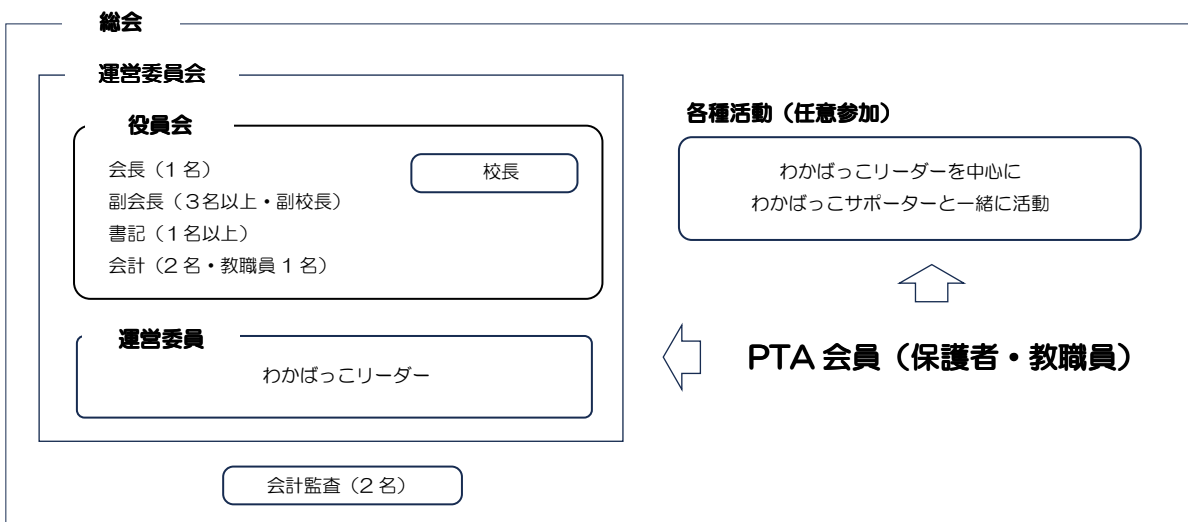 総会
運営委員会
役員会
会長（1名）
校長
副会長（3名以上・副校長）
書記（1名以上）
会計（2名・教職員1名）
運営委員
わかばっこリーダー
会計監査（2名）
各種活動（任意参加）
わかばっこリーダーを中心に
わかばっこサポーターと一緒に活動
PTA会員（保護者・教職員）